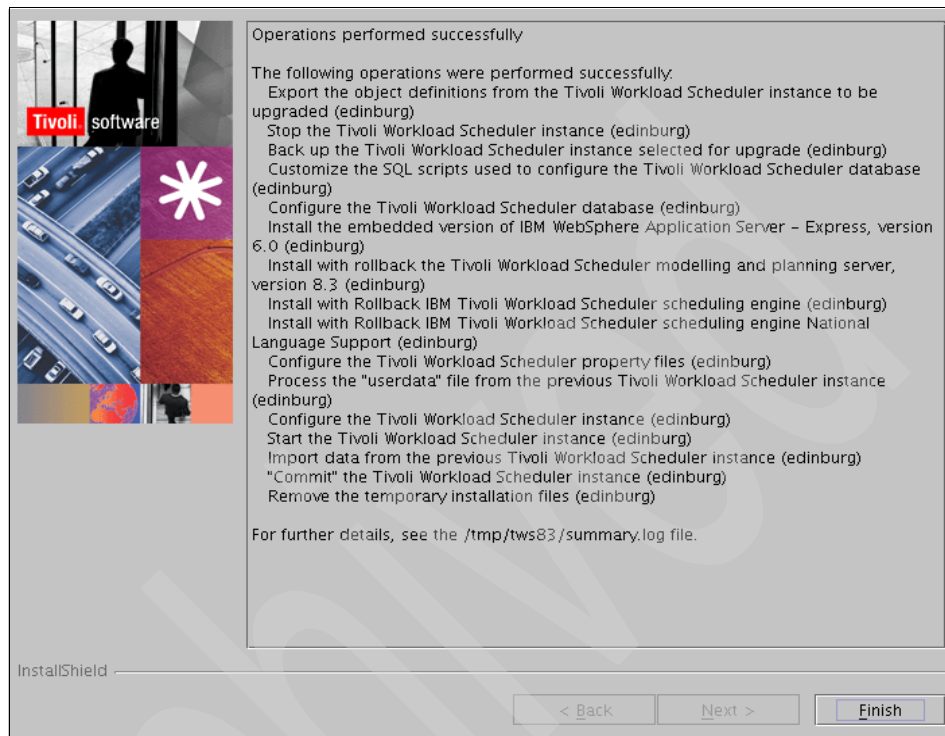 Tivoli. software
Operations performed successfully
The following operations were performed successfully:
Export the object definitions from the Tivoli Workload Scheduler instance to be
upgraded (edinburg)
Stop the Tivoli Workload Scheduler instance (edinburg)
Back up the Tivoli Workload Scheduler instance selected for upgrade (edinburg)
Customize the SQL scripts used to configure the Tivoli Workload Scheduler database
(edinburg)
Configure the Tivoli Workload Scheduler database (edinburg)
Install the embedded version of IBM WebSphere Application Server – Express, version
6.0 (edinburg)
Install with rollback the Tivoli Workload Scheduler modelling and planning server,
version 8.3 (edinburg)
Install with Rollback IBM Tivoli Workload Scheduler scheduling engine (edinburg)
Install with Rollback IBM Tivoli Workload Scheduler scheduling engine National
Language Support (edinburg)
Configure the Tivoli Workload Scheduler property files (edinburg)
Process the "userdata" file from the previous Tivoli Workload Scheduler instance
(edinburg)
Configure the Tivoli Workload Scheduler instance (edinburg)
Start the Tivoli Workload Scheduler instance (edinburg)
Import data from the previous Tivoli Workload Scheduler instance (edinburg)
"Commit" the Tivoli Workload Scheduler instance (edinburg)
Remove the temporary installation files (edinburg)
For further details, see the /tmp/tws83/summary.log file.
InstallShield
< Back
Next >
Finish